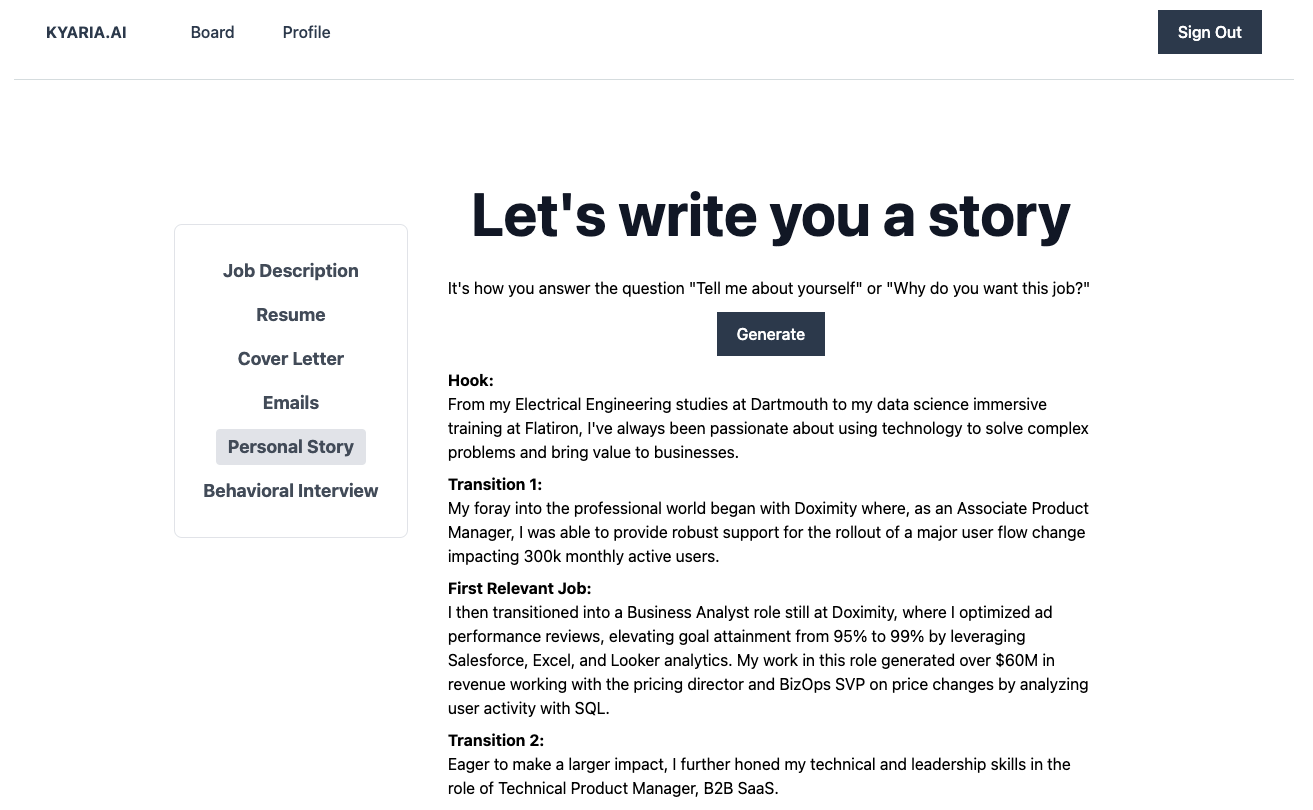 KYARIA.AI Board Profile Sign Out
Let's write you a story
Job Description
Resume
Cover Letter
Emails
Personal Story
Behavioral Interview
It's how you answer the question "Tell me about yourself" or "Why do you want this job?"
Generate
Hook:
From my Electrical Engineering studies at Dartmouth to my data science immersive
training at Flatiron, I've always been passionate about using technology to solve complex
problems and bring value to businesses.
Transition 1:
My foray into the professional world began with Doximity where, as an Associate Product
Manager, I was able to provide robust support for the rollout of a major user flow change
impacting 300k monthly active users.
First Relevant Job:
I then transitioned into a Business Analyst role still at Doximity, where I optimized ad
performance reviews, elevating goal attainment from 95% to 99% by leveraging
Salesforce, Excel, and Looker analytics. My work in this role generated over $60M in
revenue working with the pricing director and BizOps SVP on price changes by analyzing
user activity with SQL.
Transition 2:
Eager to make a larger impact, I further honed my technical and leadership skills in the
role of Technical Product Manager, B2B SaaS.